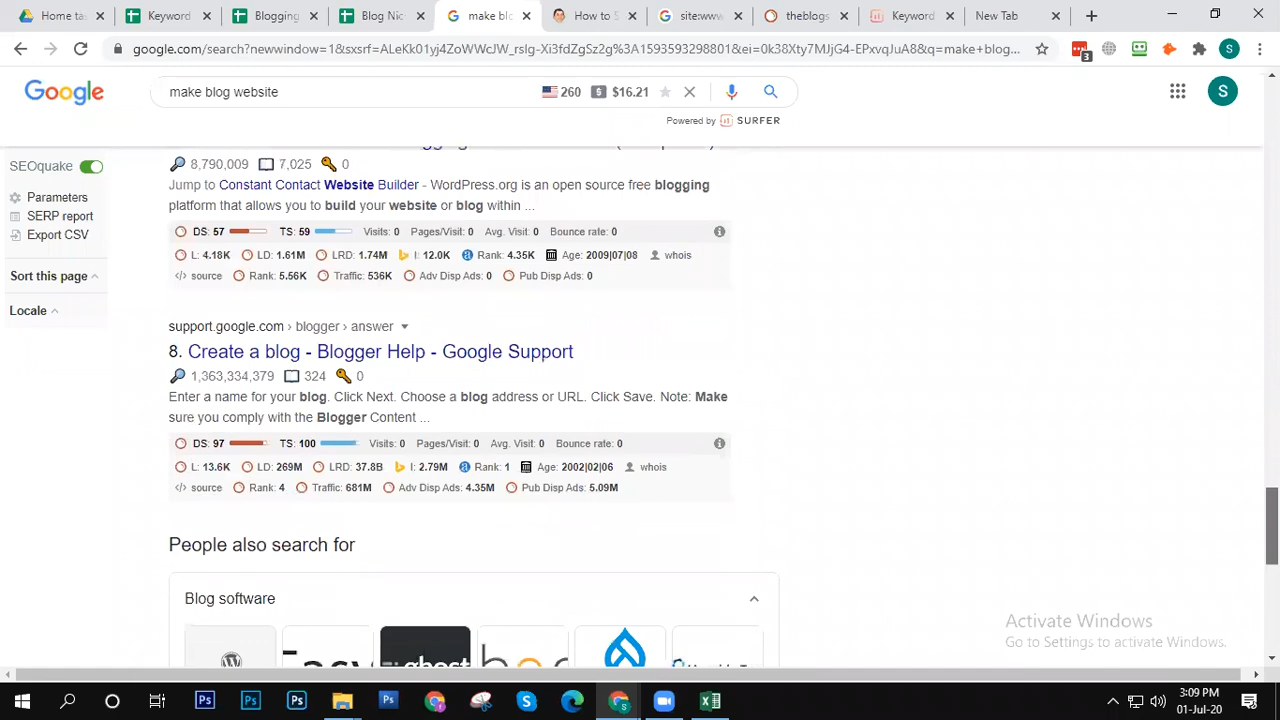 Home tas
Keyword
Blogging
Blog Nic
make blo
How to S
site:www
theblogs
Keyword
New Tab
google.com/search?newwindow=1&sxsrf=ALeKk01yj4ZoWWcJW_rslg-Xi3fdZgSz2g%3A1593593298801&ei=0k38Xty7MJjG4-EPxvqJuA8&q=make+blog...
3
S
Google
make blog website
260
$16.21
S
Powered by SURFER
SEOquake
Parameters
SERP report
Export CSV
Sort this page
Locale
8,790,009 7,025 0
Jump to Constant Contact Website Builder - WordPress.org is an open source free blogging
platform that allows you to build your website or blog within ...
DS: 57 TS: 59 Visits: 0 Pages/Visit: 0 Avg. Visit: 0 Bounce rate: 0
L: 4.18K LD: 1.61M LRD: 1.74M I: 12.0K Rank: 4.35K Age: 2009|07|08 whois
source Rank: 5.56K Traffic: 536K Adv Disp Ads: 0 Pub Disp Ads: 0
support.google.com › blogger › answer
8. Create a blog - Blogger Help - Google Support
1,363,334,379 324 0
Enter a name for your blog. Click Next. Choose a blog address or URL. Click Save. Note: Make
sure you comply with the Blogger Content ...
DS: 97 TS: 100 Visits: 0 Pages/Visit: 0 Avg. Visit: 0 Bounce rate: 0
L: 13.6K LD: 269M LRD: 37.8B I: 2.79M Rank: 1 Age: 2002|02|06 whois
source Rank: 4 Traffic: 681M Adv Disp Ads: 4.35M Pub Disp Ads: 5.09M
People also search for
Blog software
ghost
Activate Windows
Go to Settings to activate Windows.
3:09 PM
01-Jul-20